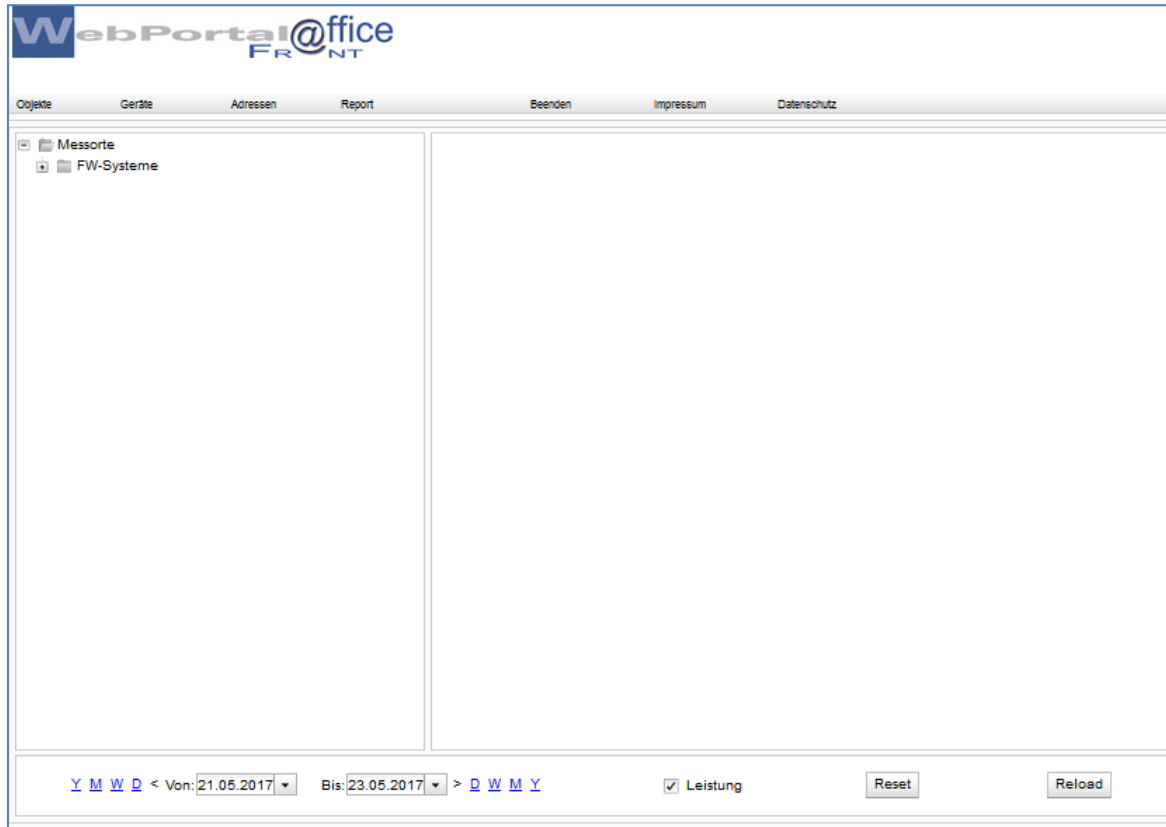 WebPortal@ffice
FRONT
Objekte Geräte Adressen Report Beenden Impressum Datenschutz
Messorte
FW-Systeme
Y M W D < Von: 21.05.2017 Bis: 23.05.2017 > D W M Y Leistung Reset Reload